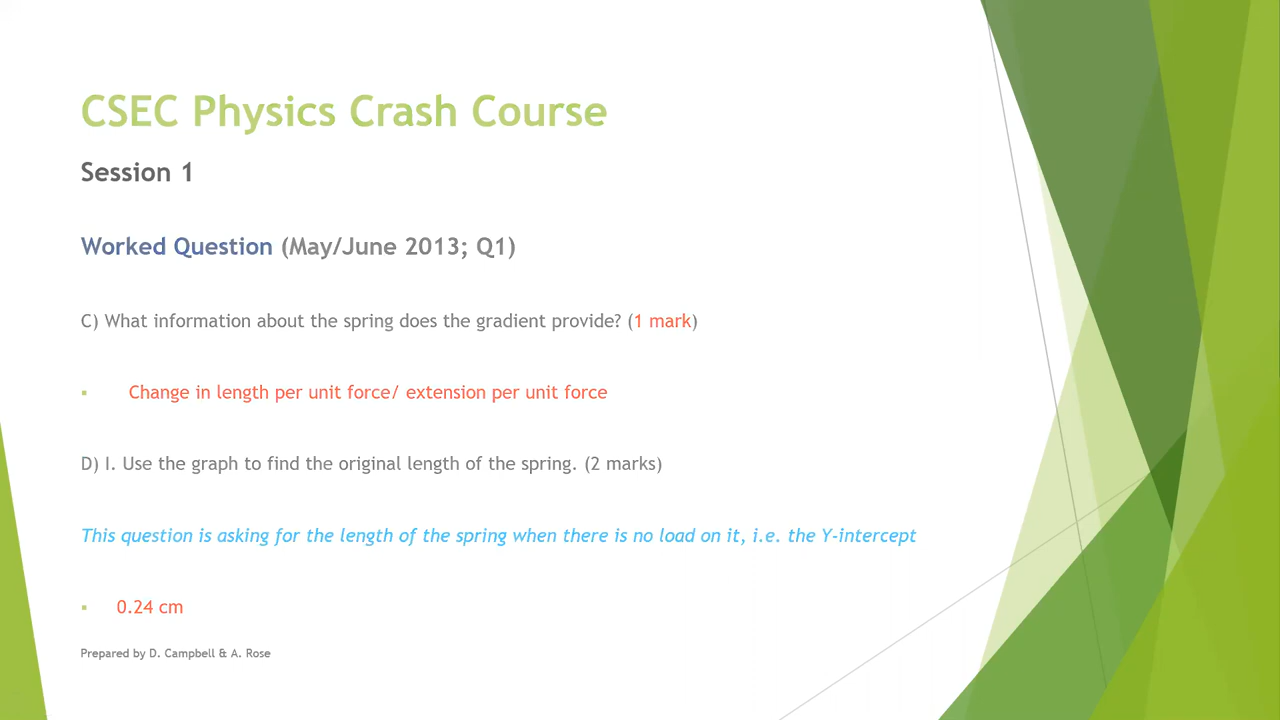 CSEC Physics Crash Course
Session 1
Worked Question (May/June 2013; Q1)
C) What information about the spring does the gradient provide? (1 mark)
▪ Change in length per unit force/ extension per unit force
D) I. Use the graph to find the original length of the spring. (2 marks)
This question is asking for the length of the spring when there is no load on it, i.e. the Y-intercept
▪ 0.24 cm
Prepared by D. Campbell & A. Rose